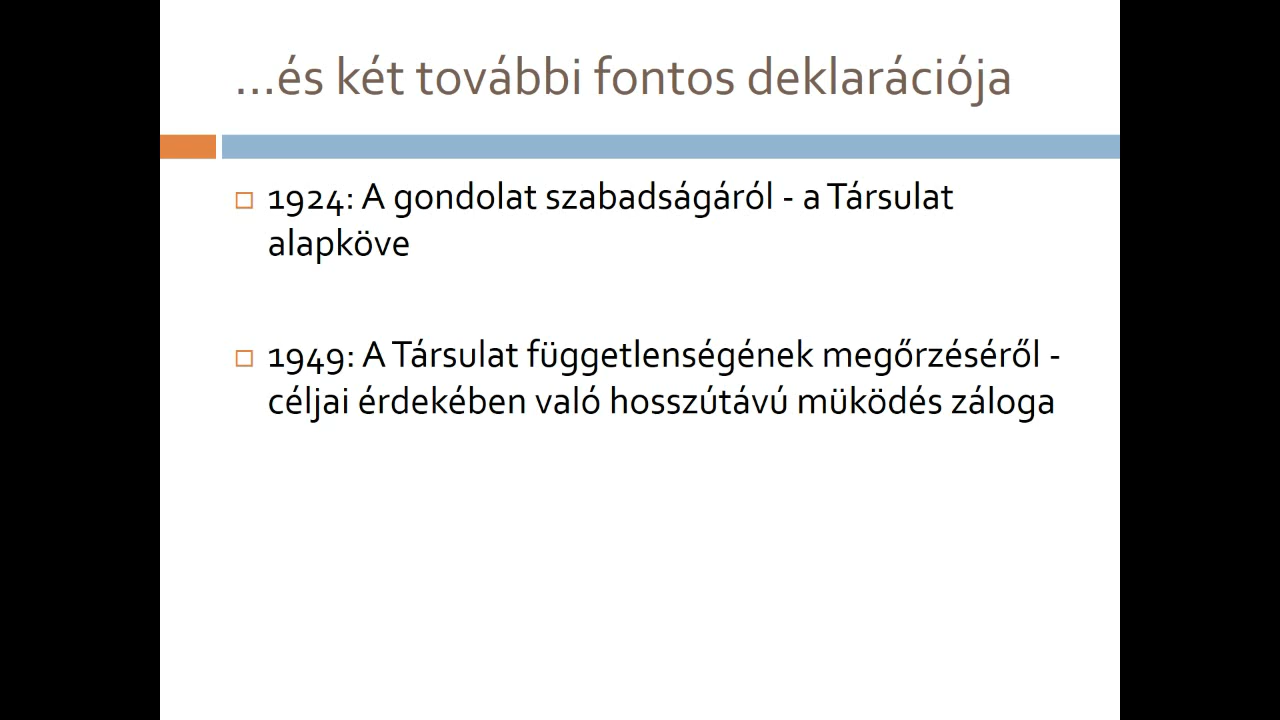 ...és két további fontos deklarációja
1924: A gondolat szabadságáról - a Társulat
alapköve
1949: A Társulat függetlenségének megőrzéséről -
céljai érdekében való hosszútávú müködés záloga